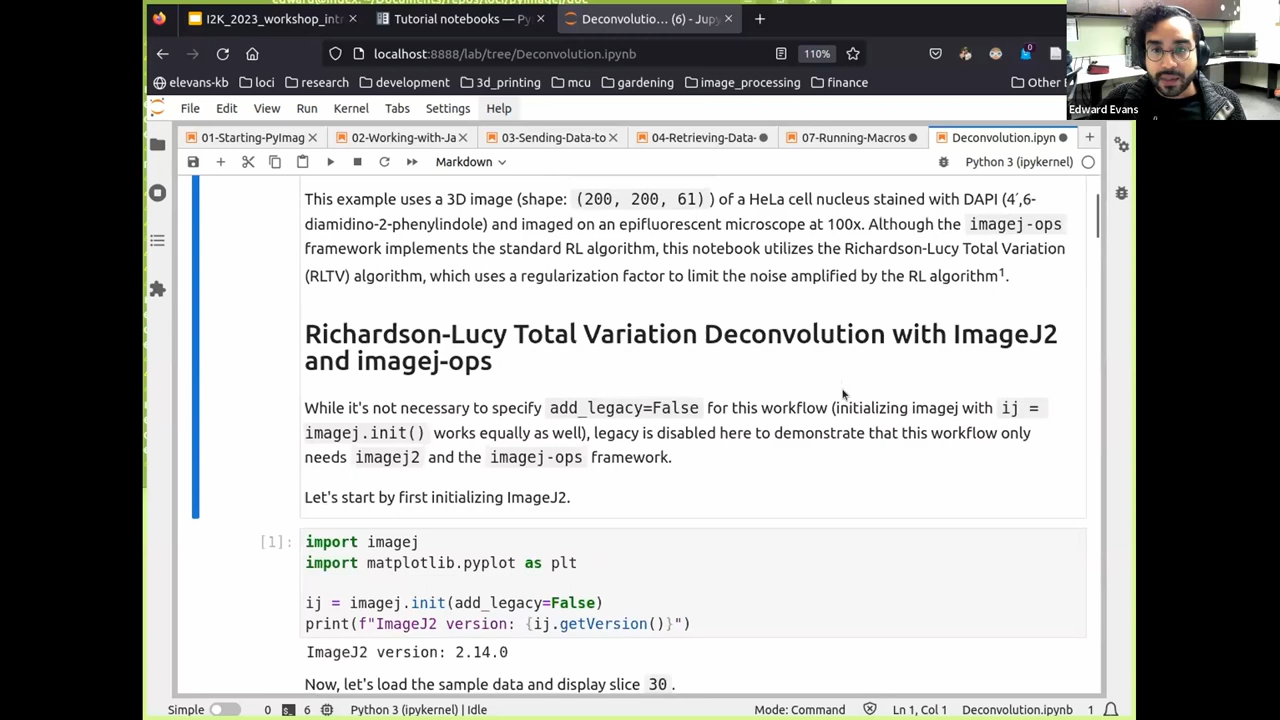 I2K_2023_workshop_intr
Tutorial notebooks — Py
Deconvolutio… (6) - Jupy
localhost:8888/lab/tree/Deconvolution.ipynb
110%
0
elevans-kb
loci
research
development
3d_printing
mcu
gardening
image_processing
finance
Other
Edward Evans
File Edit View Run Kernel Tabs Settings Help
01-Starting-PyImag
02-Working-with-Ja
03-Sending-Data-to
04-Retrieving-Data-
07-Running-Macros
Deconvolution.ipyn
Markdown
Python 3 (ipykernel)
This example uses a 3D image (shape: (200, 200, 61) ) of a HeLa cell nucleus stained with DAPI (4′,6-
diamidino-2-phenylindole) and imaged on an epifluorescent microscope at 100x. Although the imagej-ops
framework implements the standard RL algorithm, this notebook utilizes the Richardson-Lucy Total Variation
(RLTV) algorithm, which uses a regularization factor to limit the noise amplified by the RL algorithm¹.
Richardson-Lucy Total Variation Deconvolution with ImageJ2
and imagej-ops
While it's not necessary to specify add_legacy=False for this workflow (initializing imagej with ij =
imagej.init() works equally as well), legacy is disabled here to demonstrate that this workflow only
needs imagej2 and the imagej-ops framework.
Let's start by first initializing ImageJ2.
[1]:
import imagej
import matplotlib.pyplot as plt
ij = imagej.init(add_legacy=False)
print(f"ImageJ2 version: {ij.getVersion()}")
ImageJ2 version: 2.14.0
Now, let's load the sample data and display slice 30 .
Simple
0
6
Python 3 (ipykernel) | Idle
Mode: Command
Ln 1, Col 1
Deconvolution.ipynb
1